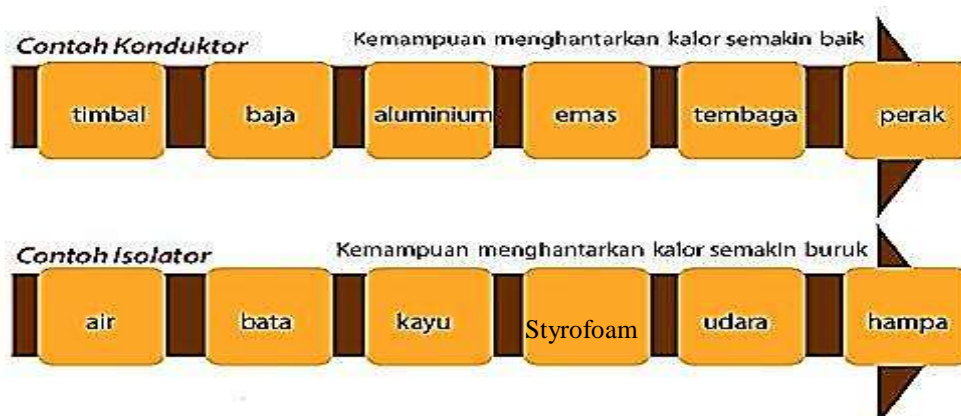 Contoh Konduktor Kemampuan menghantarkan kalor semakin baik
timbal baja aluminium emas tembaga perak
Contoh Isolator Kemampuan menghantarkan kalor semakin buruk
air bata kayu Styrofoam udara hampa